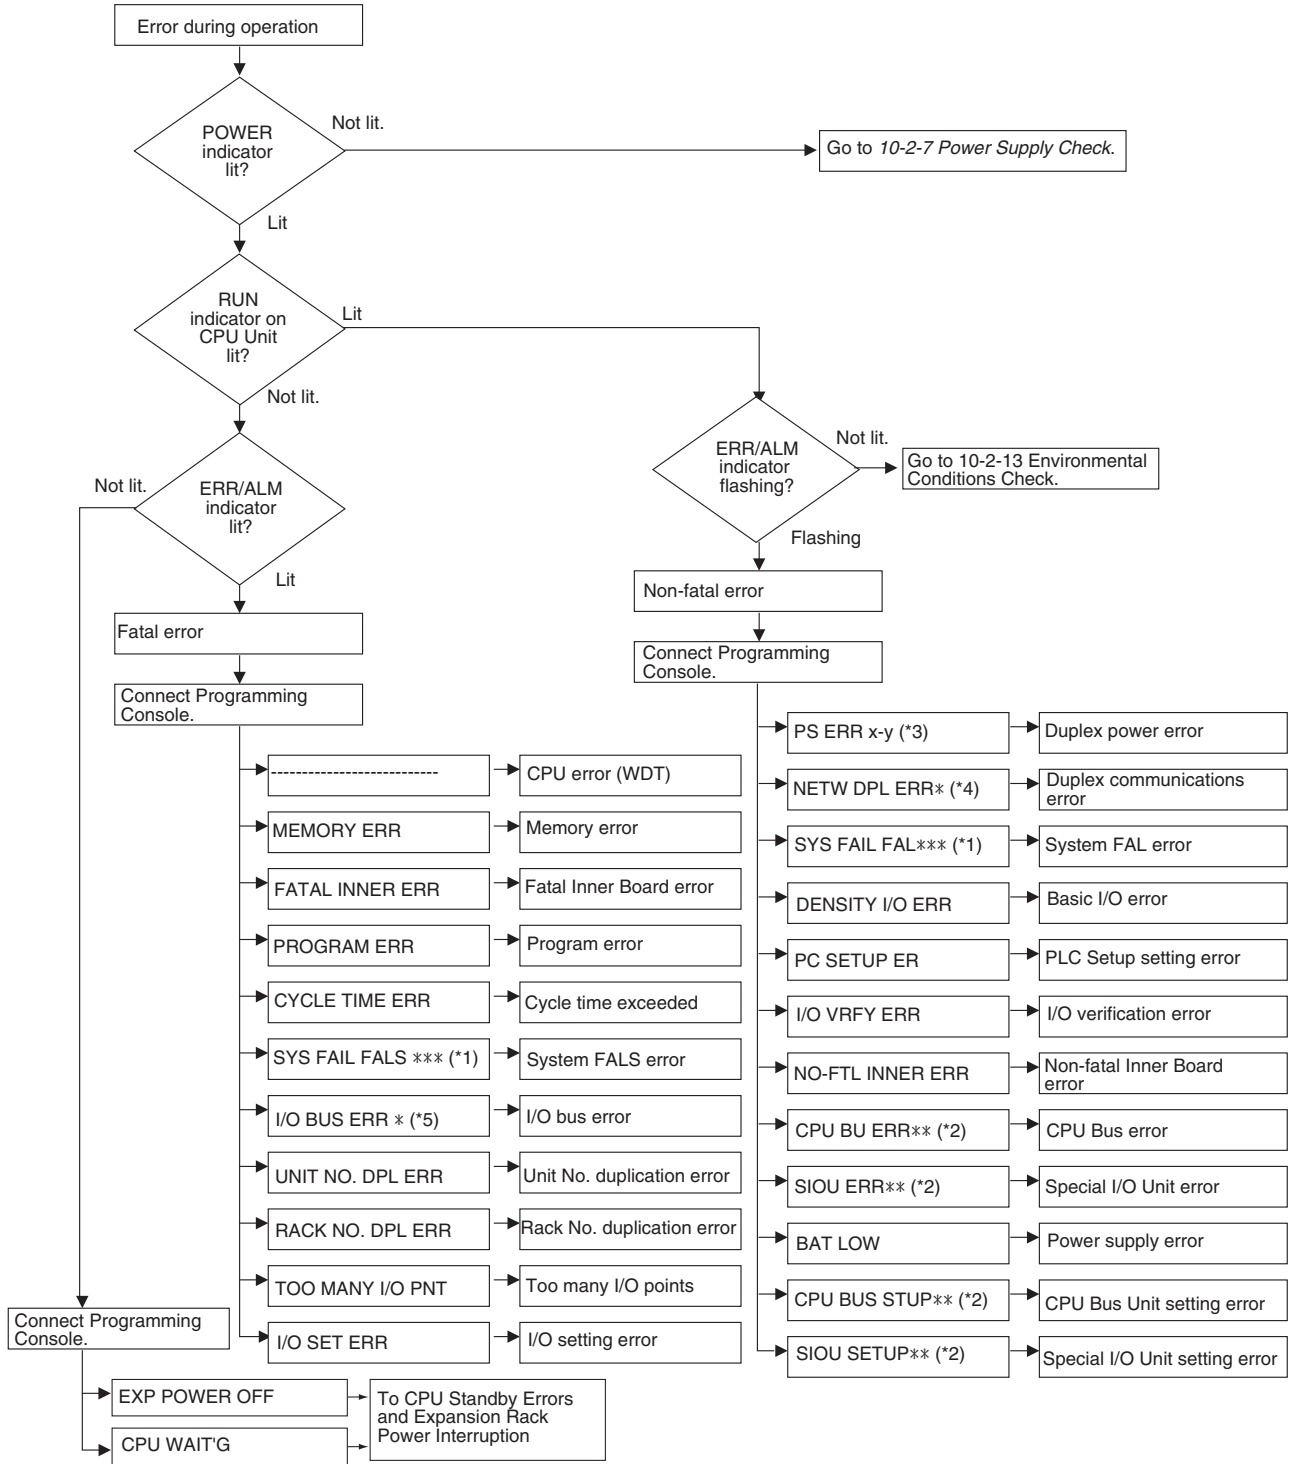 Error during operation
POWER
indicator
lit?
Not lit.
Go to 10-2-7 Power Supply Check.
Lit
RUN
indicator on
CPU Unit
lit?
Lit
Not lit.
ERR/ALM
indicator
flashing?
Not lit.
Go to 10-2-13 Environmental
Conditions Check.
Flashing
Not lit.
ERR/ALM
indicator
lit?
Lit
Fatal error
Connect Programming
Console.
Non-fatal error
Connect Programming
Console.
---------------------------
CPU error (WDT)
MEMORY ERR
Memory error
FATAL INNER ERR
Fatal Inner Board error
PROGRAM ERR
Program error
CYCLE TIME ERR
Cycle time exceeded
SYS FAIL FALS *** (*1)
System FALS error
I/O BUS ERR * (*5)
I/O bus error
UNIT NO. DPL ERR
Unit No. duplication error
RACK NO. DPL ERR
Rack No. duplication error
TOO MANY I/O PNT
Too many I/O points
I/O SET ERR
I/O setting error
PS ERR x-y (*3)
Duplex power error
NETW DPL ERR* (*4)
Duplex communications
error
SYS FAIL FAL*** (*1)
System FAL error
DENSITY I/O ERR
Basic I/O error
PC SETUP ER
PLC Setup setting error
I/O VRFY ERR
I/O verification error
NO-FTL INNER ERR
Non-fatal Inner Board
error
CPU BU ERR** (*2)
CPU Bus error
SIOU ERR** (*2)
Special I/O Unit error
BAT LOW
Power supply error
CPU BUS STUP** (*2)
CPU Bus Unit setting error
SIOU SETUP** (*2)
Special I/O Unit setting error
Connect Programming
Console.
EXP POWER OFF
CPU WAIT'G
To CPU Standby Errors
and Expansion Rack
Power Interruption